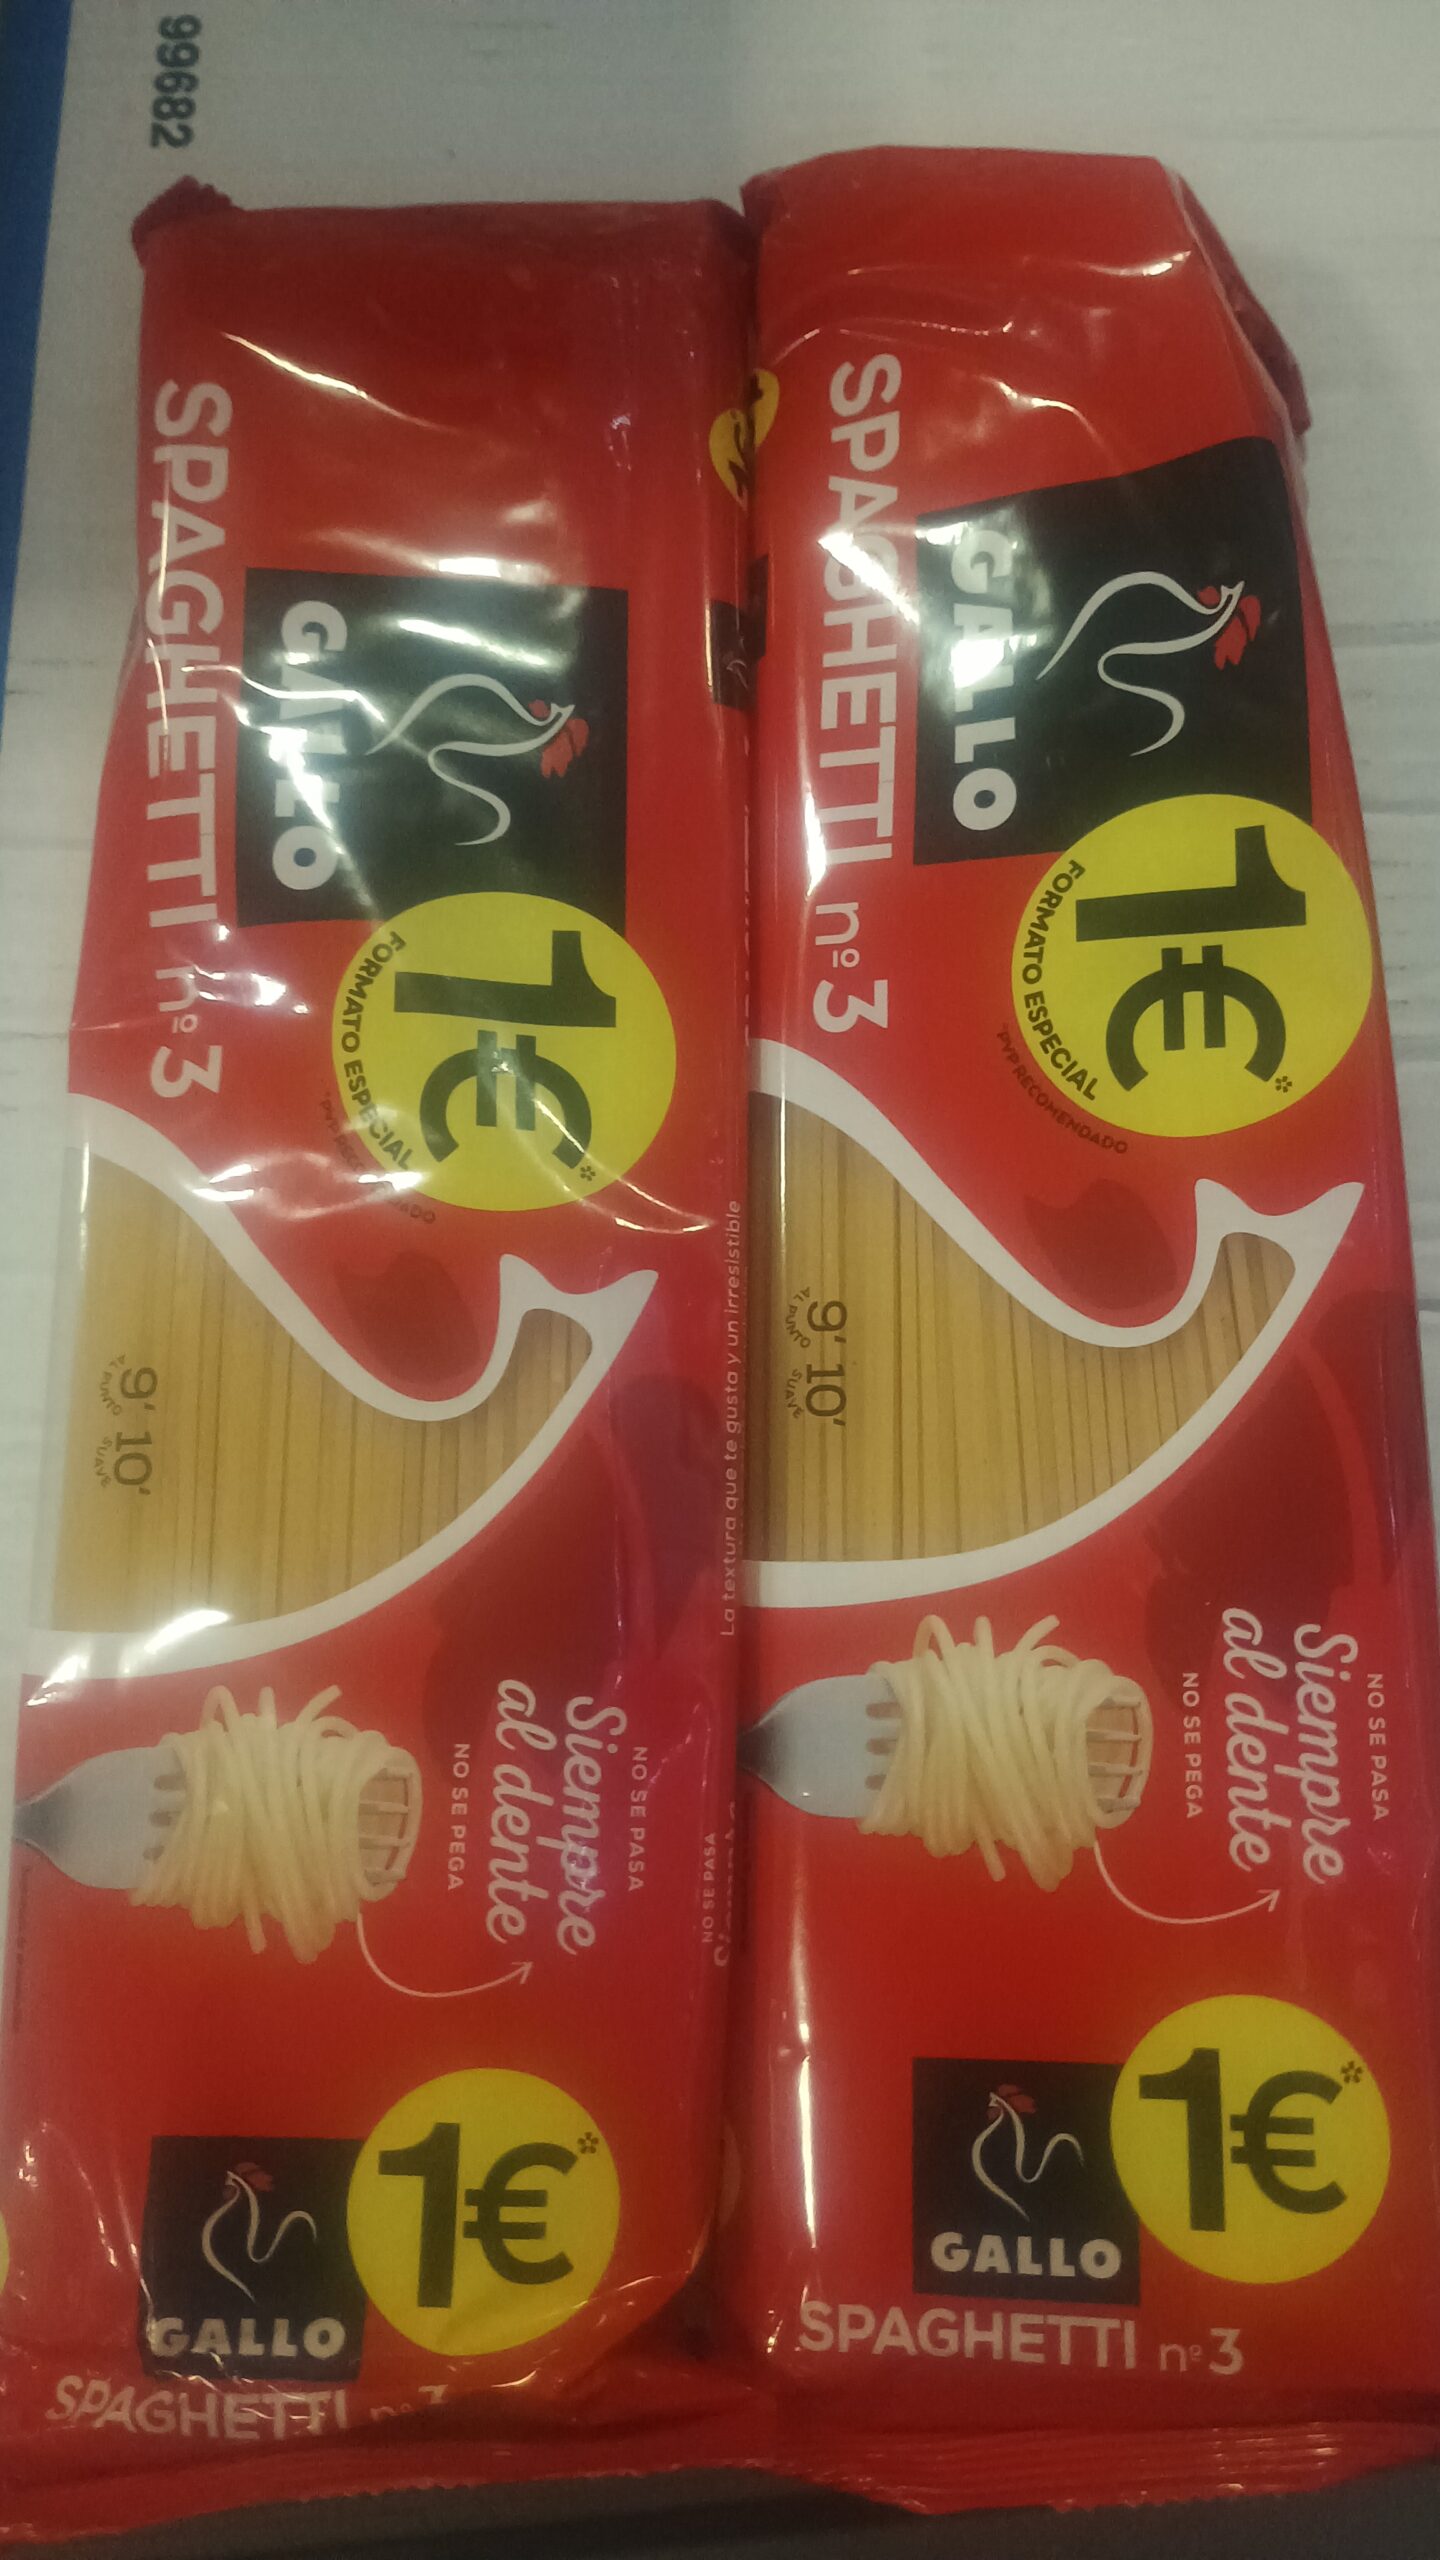 99682
SPAGHETTI nº 3
GALLO
1€*
FORMATO ESPECIAL
*PVP
9' 10'
AL PUNTO SUAVE
NO SE PASA
Siempre
al dente
NO SE PEGA
1€*
GALLO
SPAGHETTI nº
La textura que te gusta y un irresistible
NO SE PASA
SPAGHETTI nº 3
GALLO
1€*
FORMATO ESPECIAL
*PVP RECOMENDADO
9' 10'
AL PUNTO SUAVE
NO SE PASA
Siempre
al dente
NO SE PEGA
1€*
GALLO
SPAGHETTI nº 3